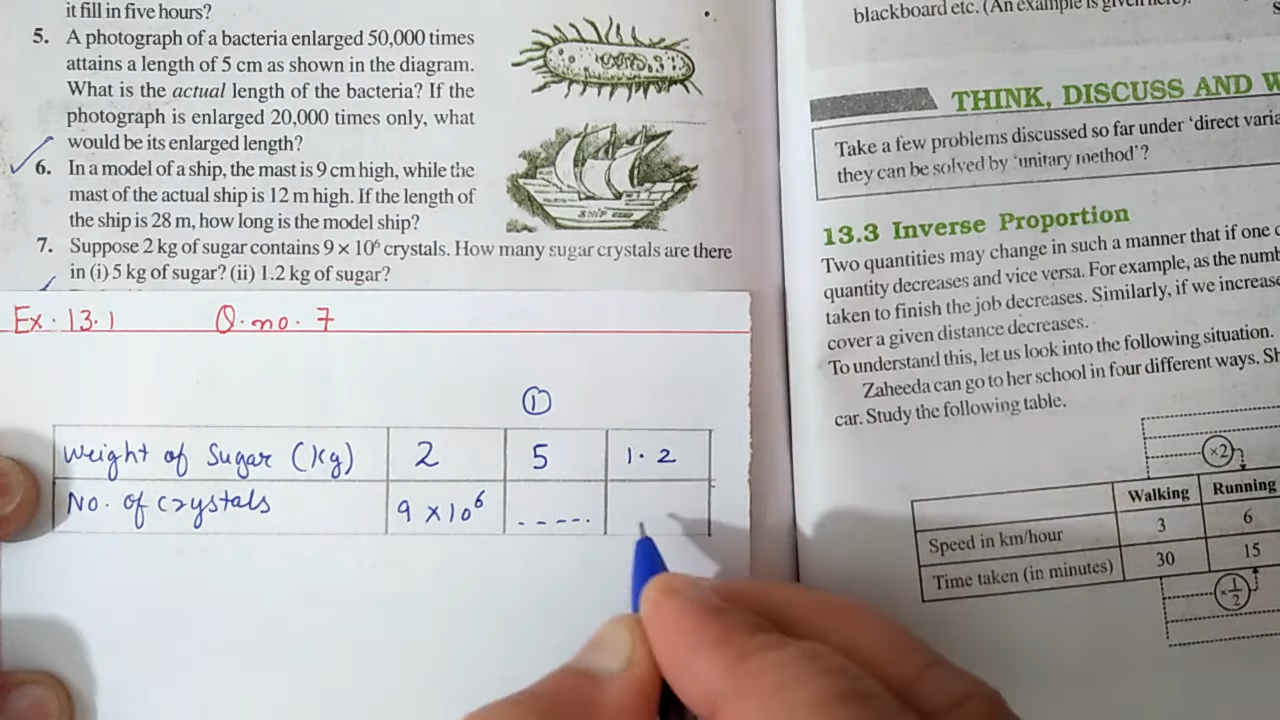 it fill in five hours?
5. A photograph of a bacteria enlarged 50,000 times
attains a length of 5 cm as shown in the diagram.
What is the actual length of the bacteria? If the
photograph is enlarged 20,000 times only, what
would be its enlarged length?
6. In a model of a ship, the mast is 9 cm high, while the
mast of the actual ship is 12 m high. If the length of
the ship is 28 m, how long is the model ship?
SHIP
7. Suppose 2 kg of sugar contains 9 × 10⁶ crystals. How many sugar crystals are there
in (i) 5 kg of sugar? (ii) 1.2 kg of sugar?
Ex. 13.1 Q. no. 7
①
Weight of Sugar (kg) 2 5 1.2
No. of crystals 9 × 10⁶ -----.
blackboard etc. (An example is given here).
THINK, DISCUSS AND W
Take a few problems discussed so far under 'direct varia
they can be solved by 'unitary method'?
13.3 Inverse Proportion
Two quantities may change in such a manner that if one
quantity decreases and vice versa. For example, as the numb
taken to finish the job decreases. Similarly, if we increase
cover a given distance decreases.
To understand this, let us look into the following situation.
Zaheeda can go to her school in four different ways. Sh
car. Study the following table.
×2
Walking Running
Speed in km/hour 3 6
Time taken (in minutes) 30 15
×1/2